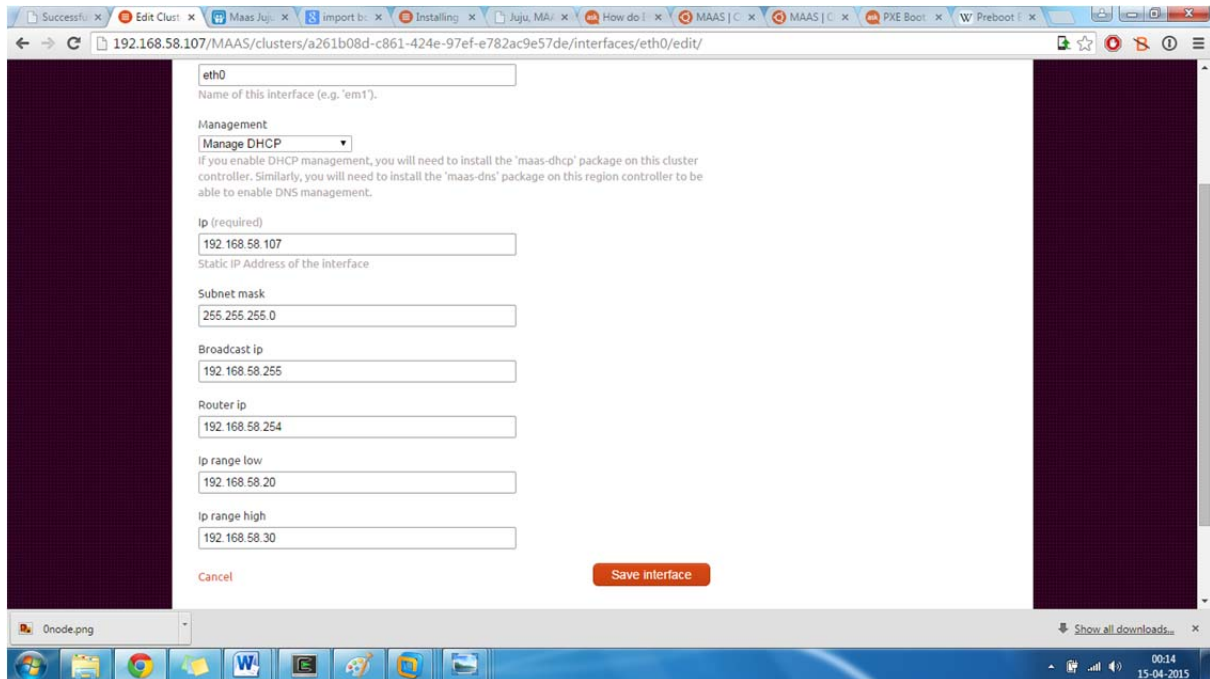 Successfu
Edit Clust
Maas Juju
Installing
Juju, MAA
How do I
MAAS | C
MAAS | C
PXE Boot
W Preboot E
192.168.58.107/MAAS/clusters/a261b08d-c861-424e-97ef-e782ac9e57de/interfaces/eth0/edit/
eth0
Name of this interface (e.g. 'em1').
Management
Manage DHCP
If you enable DHCP management, you will need to install the 'maas-dhcp' package on this cluster
controller. Similarly, you will need to install the 'maas-dns' package on this region controller to be
able to enable DNS management.
Ip (required)
192.168.58.107
Static IP Address of the interface
Subnet mask
255.255.255.0
Broadcast ip
192.168.58.255
Router ip
192.168.58.254
Ip range low
192.168.58.20
Ip range high
192.168.58.30
Cancel
Save interface
0node.png
Show all downloads...
00:14
15-04-2015